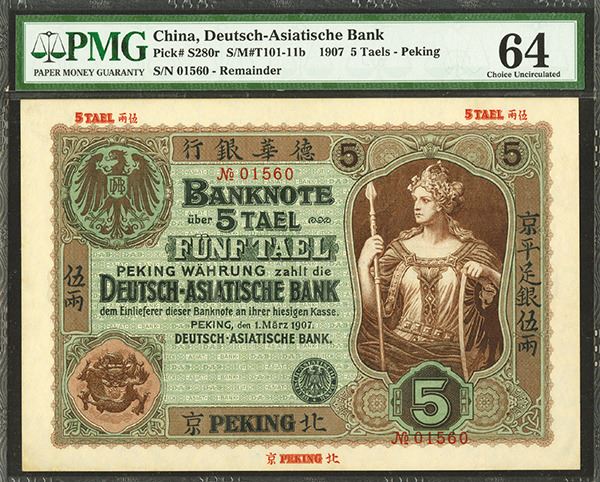 PMG
PAPER MONEY GUARANTY
China, Deutsch-Asiatische Bank
Pick# S280r S/M#T101-11b 1907 5 Taels - Peking
S/N 01560 - Remainder
64
Choice Uncirculated
5 TAEL 兩伍
5 TAEL 兩伍
行銀華德
5
5
№ 01560
DAB
BANKNOTE
über 5 TAEL
FÜNF TAEL
PEKING WÄHRUNG zahlt die
DEUTSCH-ASIATISCHE BANK
dem Einlieferer dieser Banknote an ihrer hiesigen Kasse.
PEKING, den 1. März 1907.
DEUTSCH-ASIATISCHE BANK.
伍兩
京平足銀伍兩
5
京 PEKING 北
№ 01560
京 PEKING 北